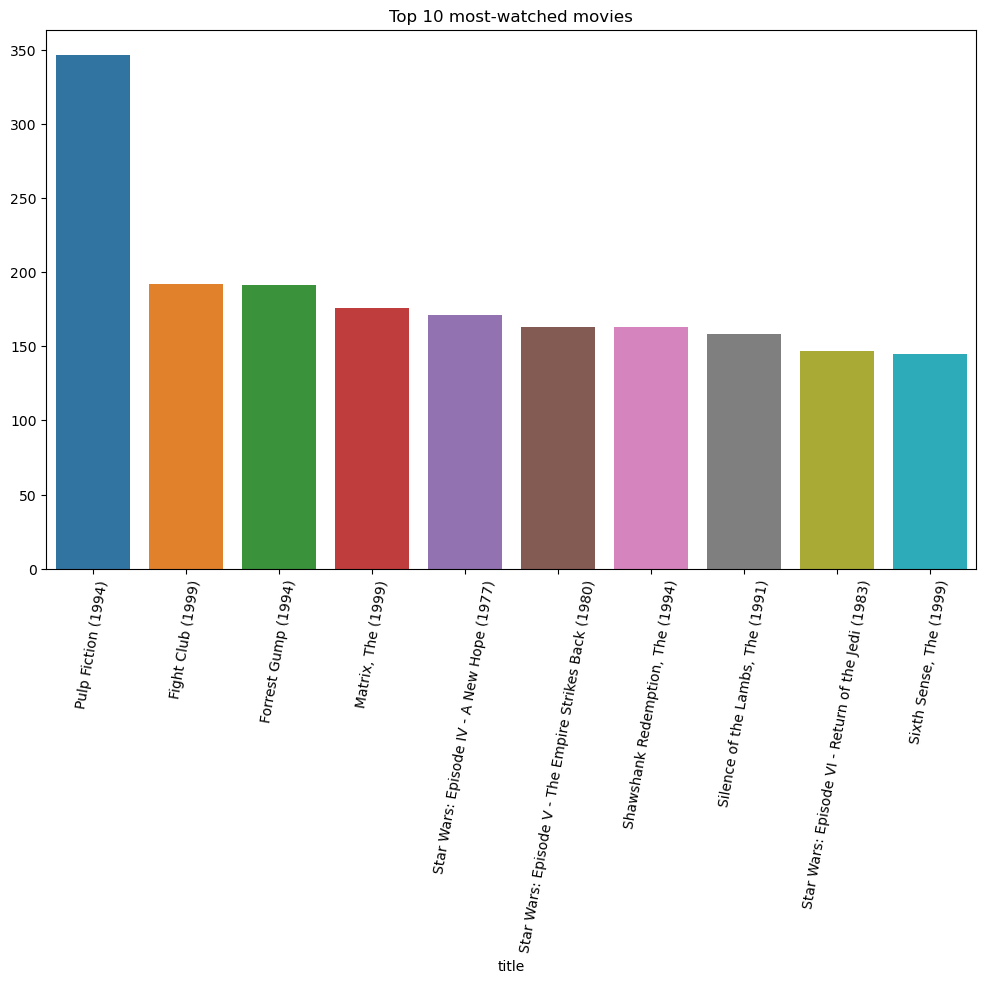 Top 10 most-watched movies
350
300
250
200
150
100
50
0
Pulp Fiction (1994)
Fight Club (1999)
Forrest Gump (1994)
Matrix, The (1999)
Star Wars: Episode IV - A New Hope (1977)
Star Wars: Episode V - The Empire Strikes Back (1980)
Shawshank Redemption, The (1994)
Silence of the Lambs, The (1991)
Star Wars: Episode VI - Return of the Jedi (1983)
Sixth Sense, The (1999)
title